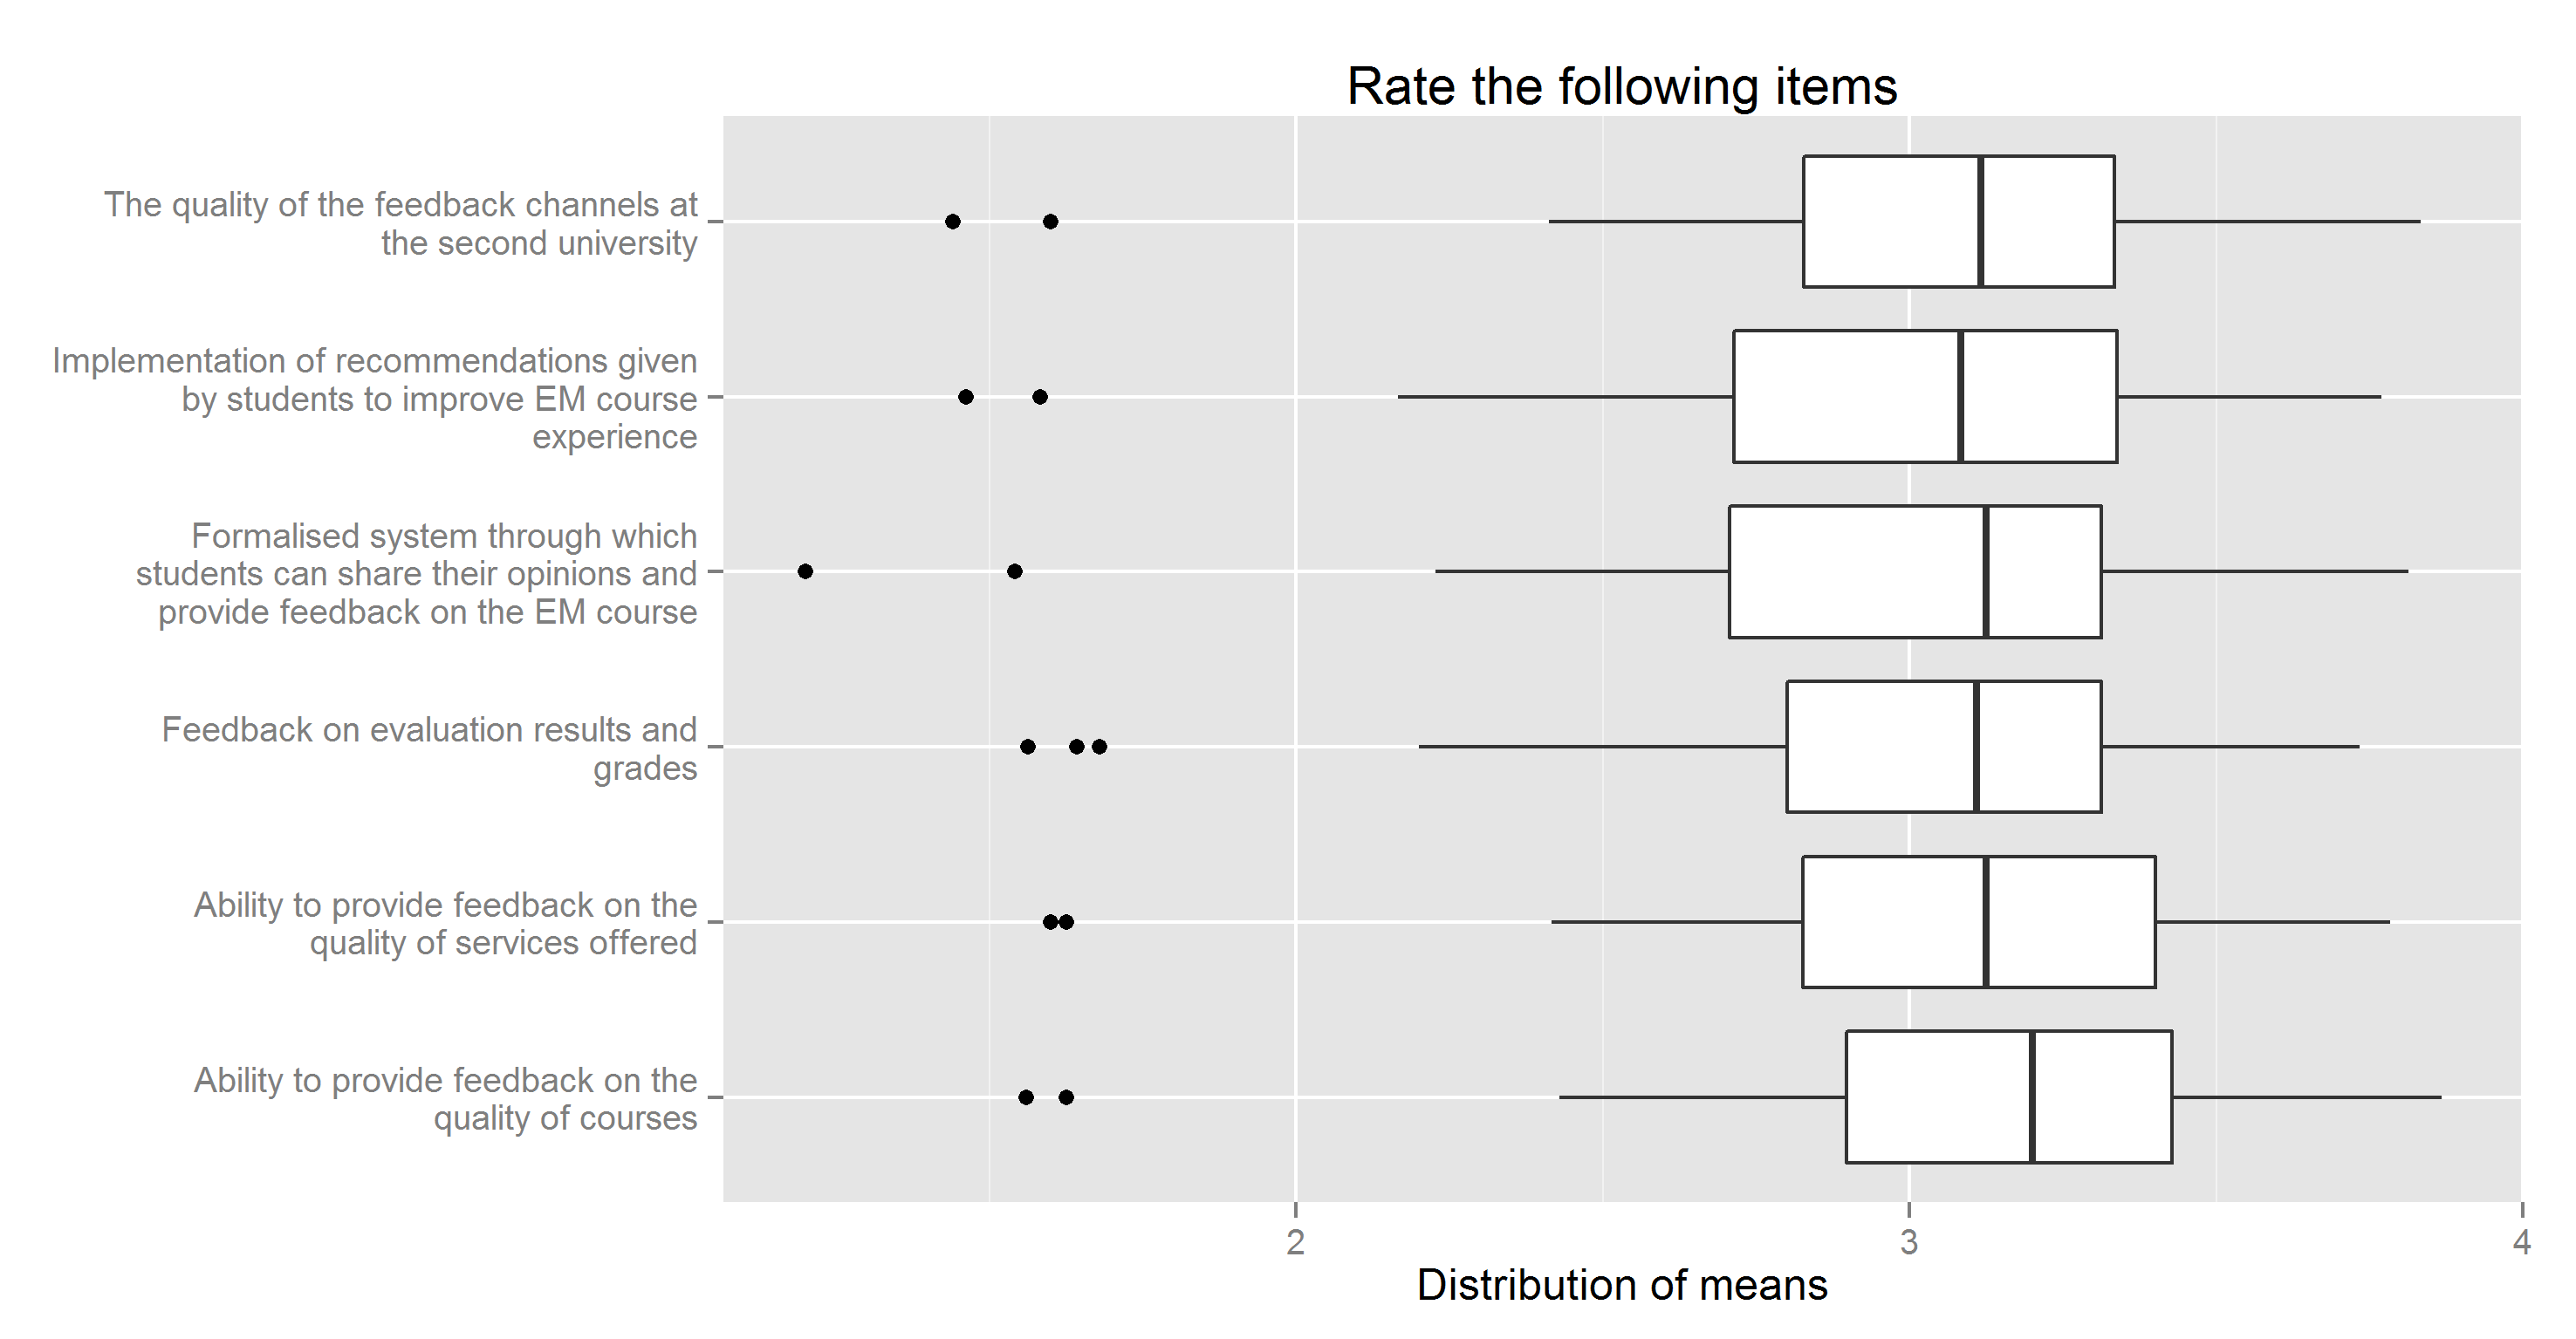 Rate the following items
The quality of the feedback channels at
the second university
Implementation of recommendations given
by students to improve EM course
experience
Formalised system through which
students can share their opinions and
provide feedback on the EM course
Feedback on evaluation results and
grades
Ability to provide feedback on the
quality of services offered
Ability to provide feedback on the
quality of courses
2 3 4
Distribution of means